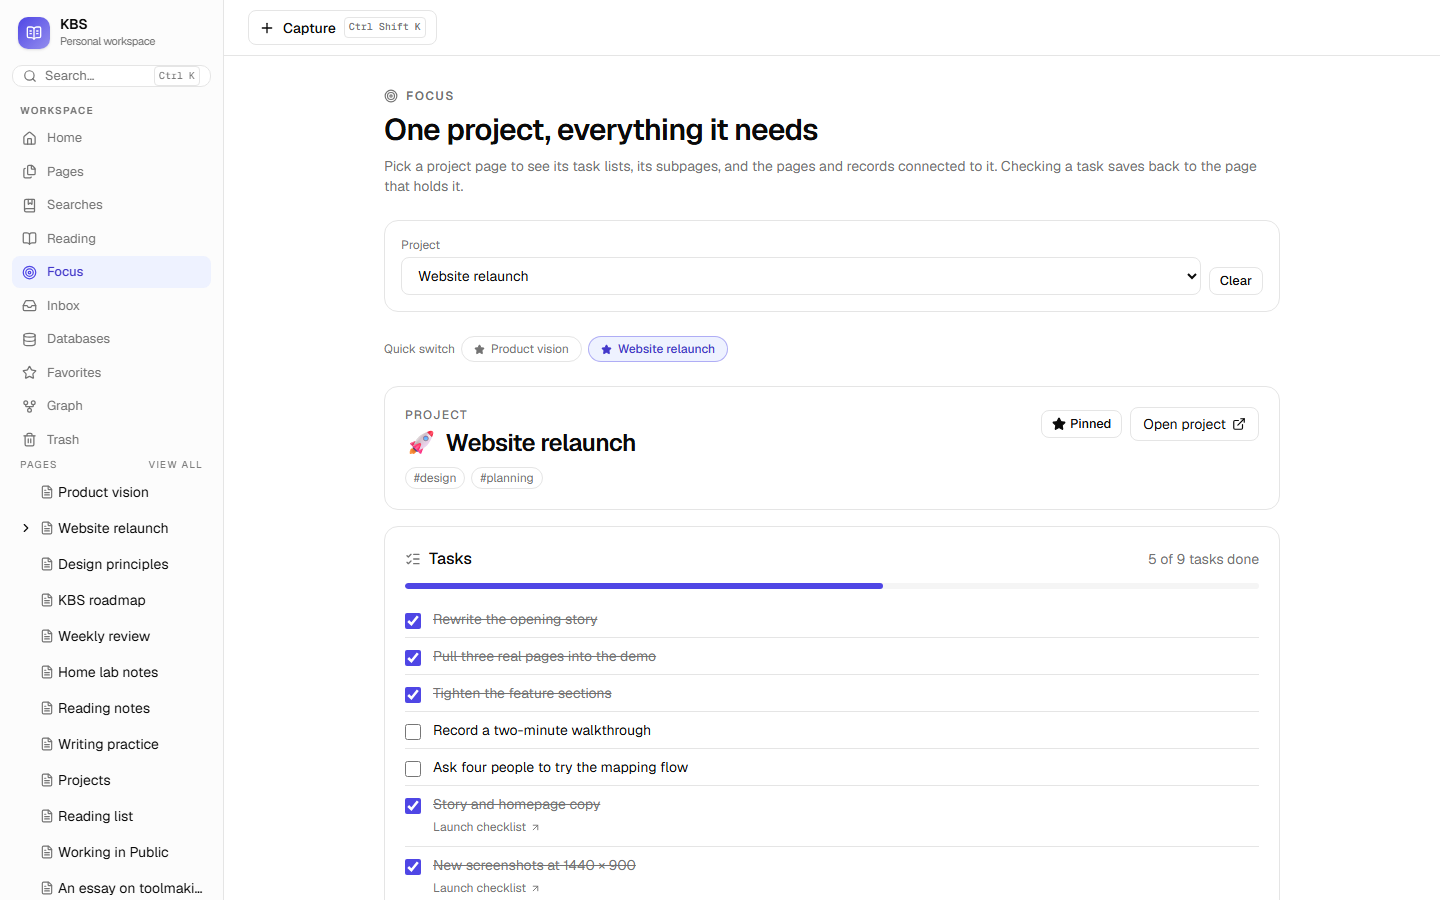 KBS
Personal workspace
Search...
Ctrl K
WORKSPACE
Home
Pages
Searches
Reading
Focus
Inbox
Databases
Favorites
Graph
Trash
PAGES
VIEW ALL
Product vision
Website relaunch
Design principles
KBS roadmap
Weekly review
Home lab notes
Reading notes
Writing practice
Projects
Reading list
Working in Public
An essay on toolmaki...
Capture
Ctrl Shift K
FOCUS
One project, everything it needs
Pick a project page to see its task lists, its subpages, and the pages and records connected to it. Checking a task saves back to the page
that holds it.
Project
Website relaunch
Clear
Quick switch
Product vision
Website relaunch
PROJECT
🚀 Website relaunch
Pinned
Open project
#design
#planning
Tasks
5 of 9 tasks done
Rewrite the opening story
Pull three real pages into the demo
Tighten the feature sections
Record a two-minute walkthrough
Ask four people to try the mapping flow
Story and homepage copy
Launch checklist ↗
New screenshots at 1440 × 900
Launch checklist ↗